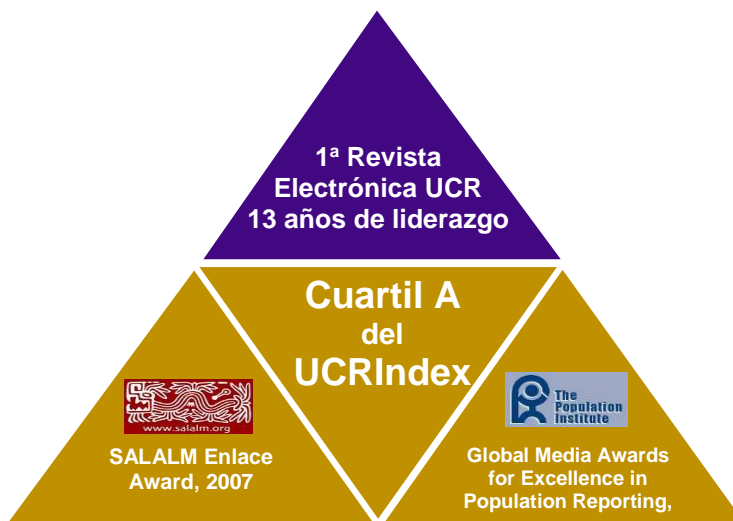 1ª Revista
Electrónica UCR
13 años de liderazgo
Cuartil A
del
UCRIndex
www.salalm.org
SALALM Enlace
Award, 2007
The
Population
Institute
Global Media Awards
for Excellence in
Population Reporting,